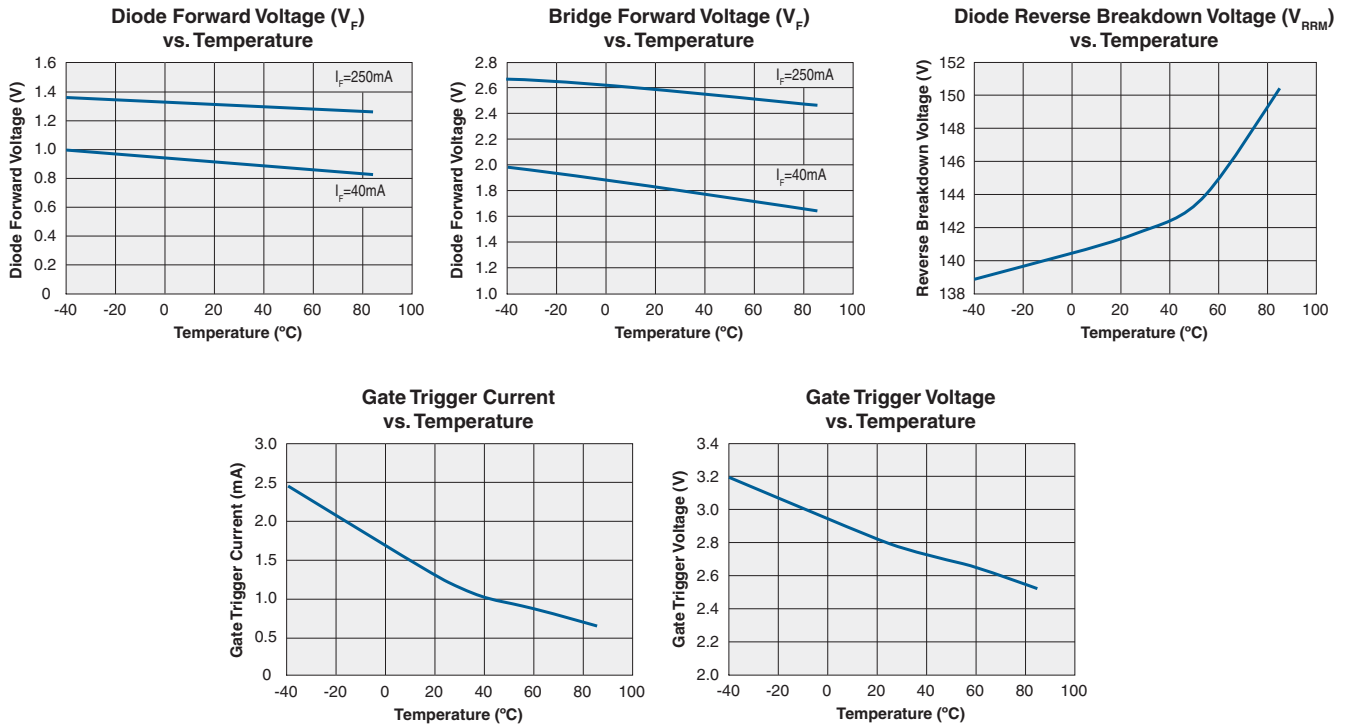 Diode Forward Voltage (VF)
vs. Temperature
Diode Forward Voltage (V)
1.6
1.4
1.2
1.0
0.8
0.6
0.4
0.2
0
IF=250mA
IF=40mA
-40 -20 0 20 40 60 80 100
Temperature (ºC)
Bridge Forward Voltage (VF)
vs. Temperature
Diode Forward Voltage (V)
2.8
2.6
2.4
2.2
2.0
1.8
1.6
1.4
1.2
1.0
IF=250mA
IF=40mA
-40 -20 0 20 40 60 80 100
Temperature (ºC)
Diode Reverse Breakdown Voltage (VRRM)
vs. Temperature
Reverse Breakdown Voltage (V)
152
150
148
146
144
142
140
138
-40 -20 0 20 40 60 80 100
Temperature (ºC)
Gate Trigger Current
vs. Temperature
Gate Trigger Current (mA)
3.0
2.5
2.0
1.5
1.0
0.5
0
-40 -20 0 20 40 60 80 100
Temperature (ºC)
Gate Trigger Voltage
vs. Temperature
Gate Trigger Voltage (V)
3.4
3.2
3.0
2.8
2.6
2.4
2.2
2.0
-40 -20 0 20 40 60 80 100
Temperature (ºC)